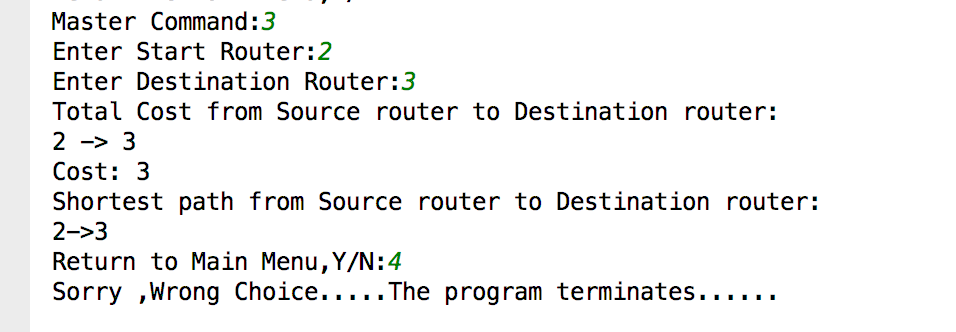 Master Command:3
Enter Start Router:2
Enter Destination Router:3
Total Cost from Source router to Destination router:
2 -> 3
Cost: 3
Shortest path from Source router to Destination router:
2->3
Return to Main Menu,Y/N:4
Sorry ,Wrong Choice.....The program terminates......